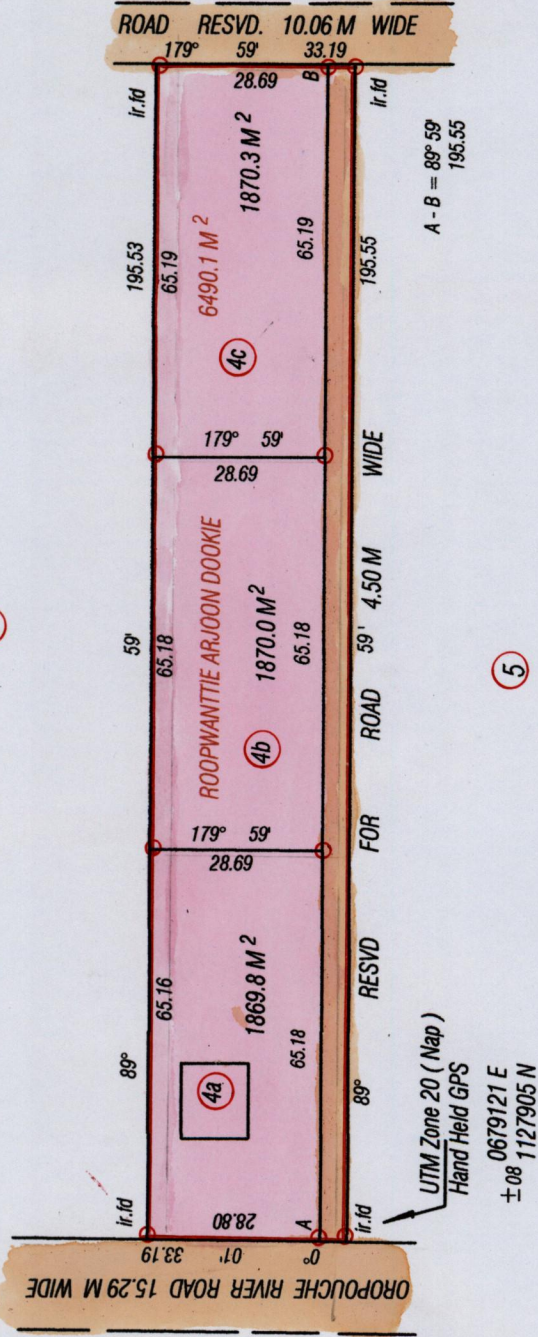 ROAD RESVD. 10.06 M WIDE
179° 59' 33.19
28.69
B
ir.fd
ir.fd
195.53
65.19
6490.1 M²
1870.3 M²
65.19
195.55
A - B = 89° 59'
195.55
4c
179° 59'
28.69
59'
65.18
ROOPWANTTIE ARJOON DOOKIE
1870.0 M²
65.18
4b
179° 59'
28.69
89°
65.16
1869.8 M²
65.18
4a
RESVD FOR ROAD 4.50 M WIDE
89° 59'
5
ir.fd
ir.fd
28.80
A
0° 01' 33.19
OROPOUCHE RIVER ROAD 15.29 M WIDE
UTM Zone 20 ( Nap )
Hand Held GPS
0679121 E
±08 1127905 N